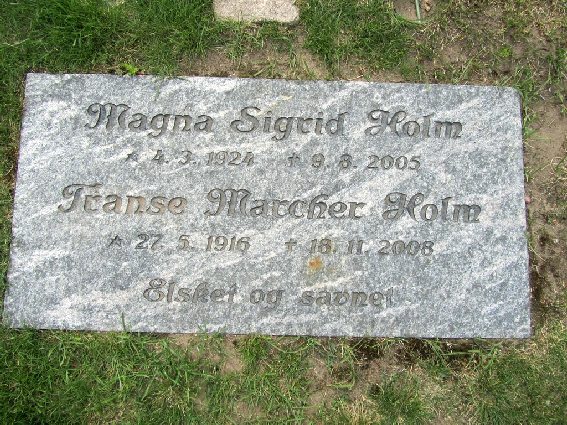 Magna Sigrid Holm
* 4. 3. 1924 + 9. 8. 2005
Transe Marcher Holm
* 27. 5. 1916 + 18. 11. 2008
Elsket og savnet